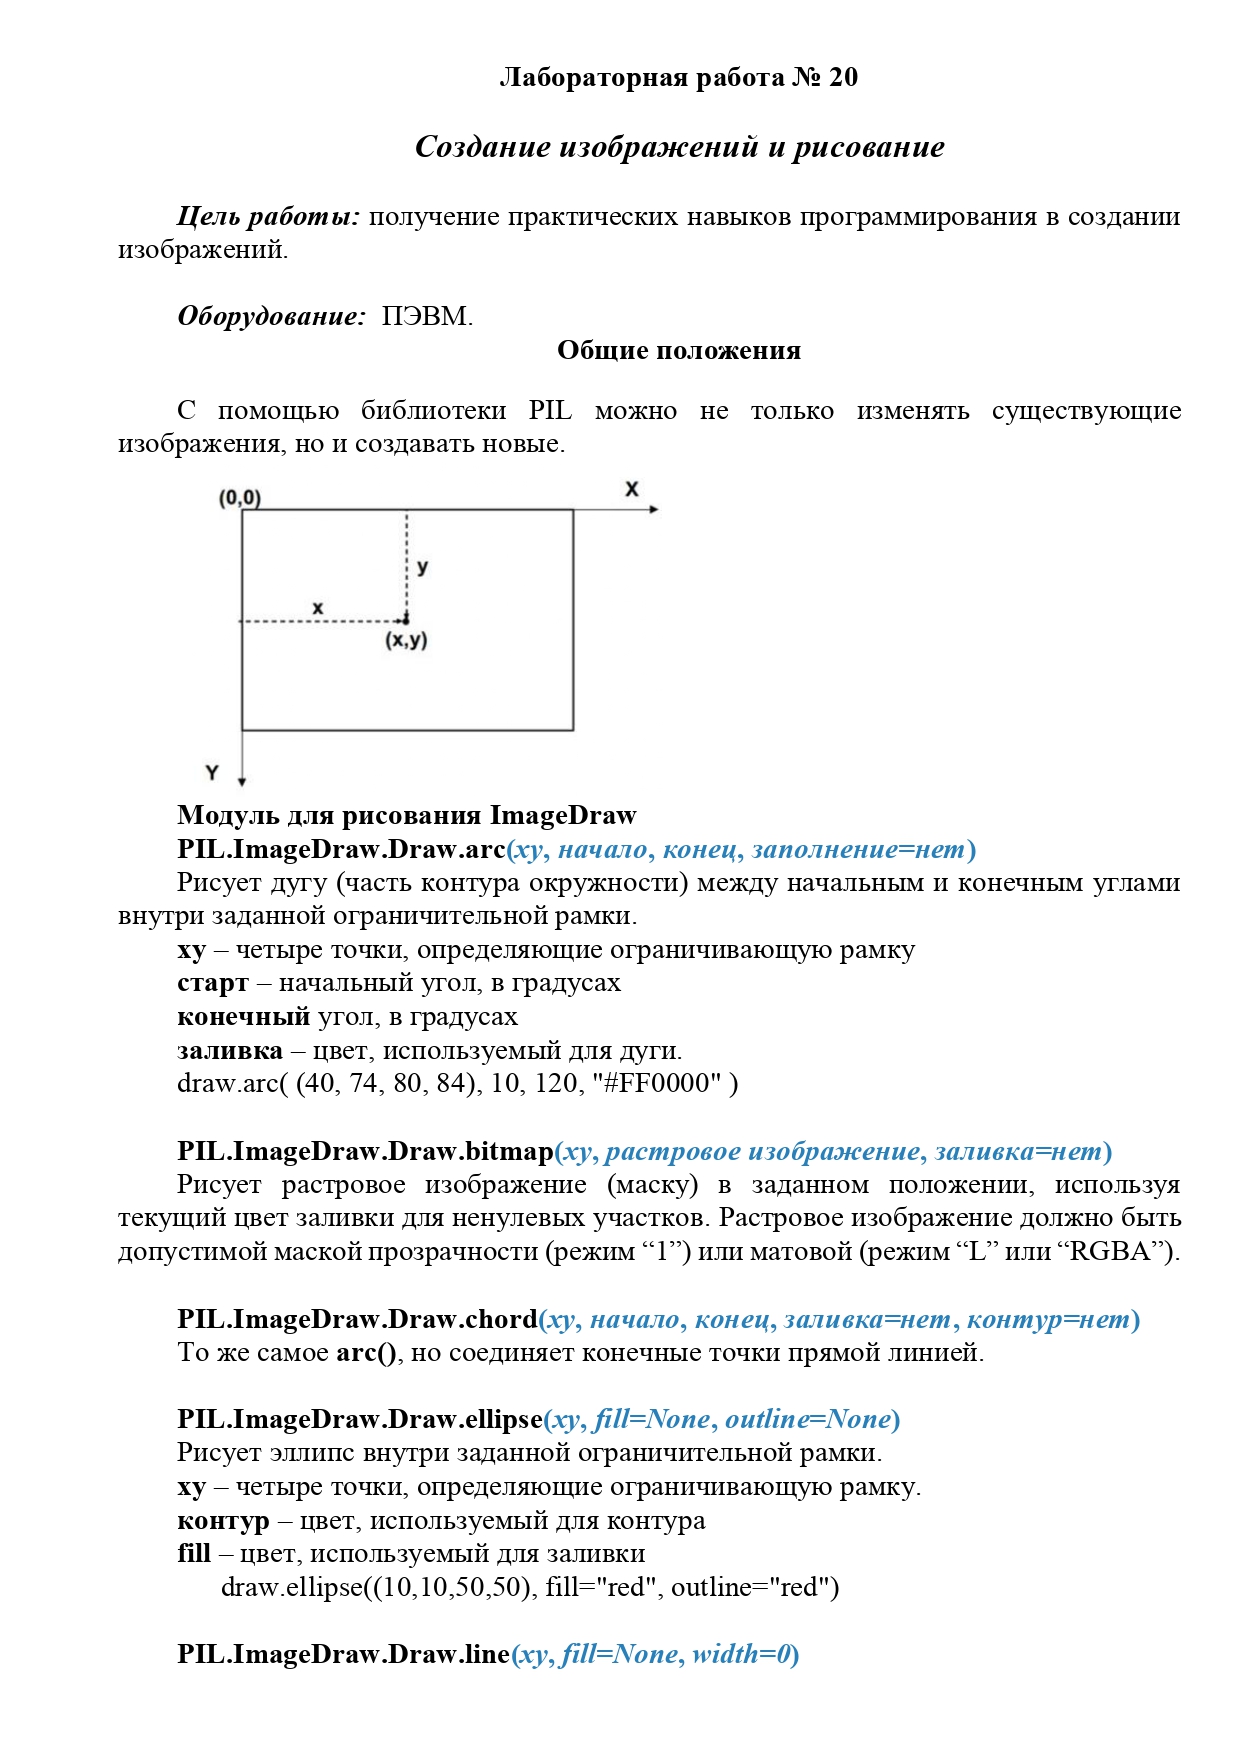 Лабораторная работа № 20
Создание изображений и рисование
Цель работы: получение практических навыков программирования в создании
изображений.
Оборудование: ПЭВМ.
Общие положения
С помощью библиотеки PIL можно не только изменять существующие
изображения, но и создавать новые.
(0,0)
X
y
x
(x,y)
Y
Модуль для рисования ImageDraw
PIL.ImageDraw.Draw.arc(xy, начало, конец, заполнение=нет)
Рисует дугу (часть контура окружности) между начальным и конечным углами
внутри заданной ограничительной рамки.
xy – четыре точки, определяющие ограничивающую рамку
старт – начальный угол, в градусах
конечный угол, в градусах
заливка – цвет, используемый для дуги.
draw.arc( (40, 74, 80, 84), 10, 120, "#FF0000" )
PIL.ImageDraw.Draw.bitmap(xy, растровое изображение, заливка=нет)
Рисует растровое изображение (маску) в заданном положении, используя
текущий цвет заливки для ненулевых участков. Растровое изображение должно быть
допустимой маской прозрачности (режим “1”) или матовой (режим “L” или “RGBA”).
PIL.ImageDraw.Draw.chord(xy, начало, конец, заливка=нет, контур=нет)
То же самое arc(), но соединяет конечные точки прямой линией.
PIL.ImageDraw.Draw.ellipse(xy, fill=None, outline=None)
Рисует эллипс внутри заданной ограничительной рамки.
xy – четыре точки, определяющие ограничивающую рамку.
контур – цвет, используемый для контура
fill – цвет, используемый для заливки
draw.ellipse((10,10,50,50), fill="red", outline="red")
PIL.ImageDraw.Draw.line(xy, fill=None, width=0)